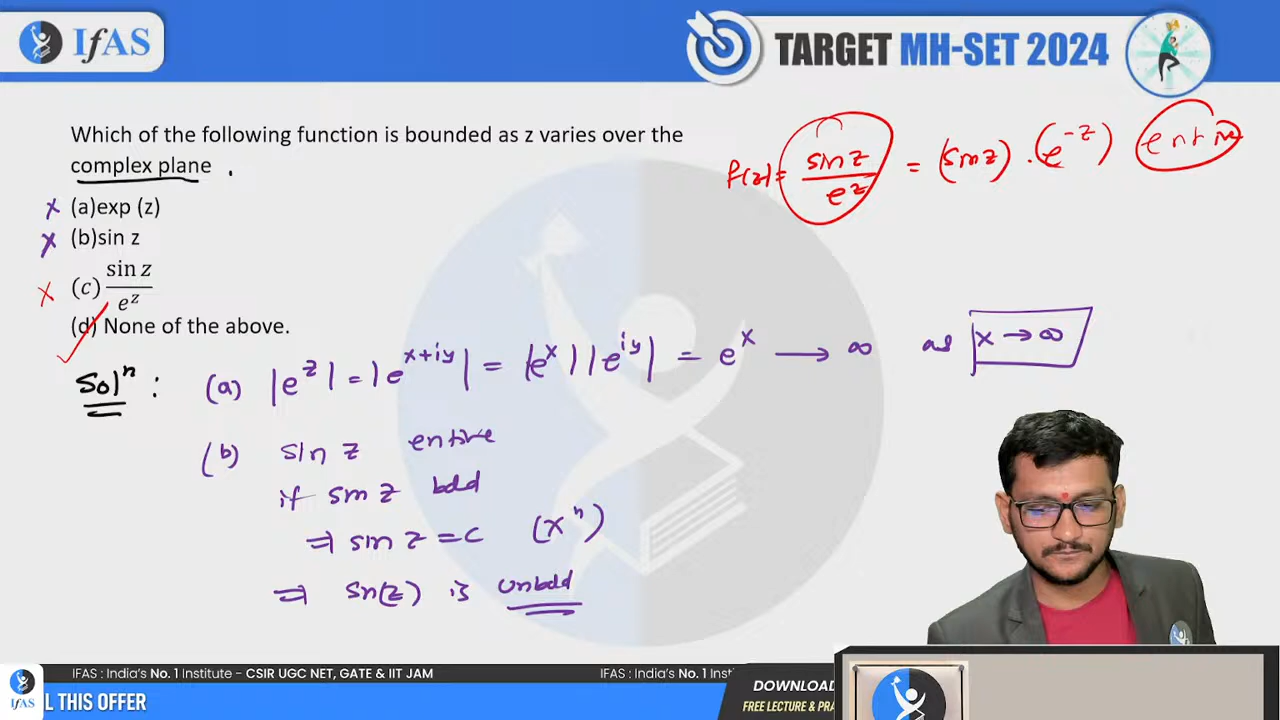 IfAS
TARGET MH-SET 2024
Which of the following function is bounded as z varies over the
complex plane .
x (a)exp (z)
x (b)sin z
x (c) sin z / e^z
(d) None of the above.
f(z) = sin z / e^z = (sin z) . (e^-z) entire
Sol^n :
(a) |e^z| = |e^x+iy| = |e^x| |e^iy| = e^x → ∞ as x → ∞
(b) sin z entire
if sin z bdd
⇒ sin z = c (x^n)
⇒ sn(z) is unbdd
IFAS : India's No. 1 Institute - CSIR UGC NET, GATE & IIT JAM
IFAS : India's No. 1 Inst
DOWNLOAD
FREE LECTURE & PRA
IfAS
L THIS OFFER